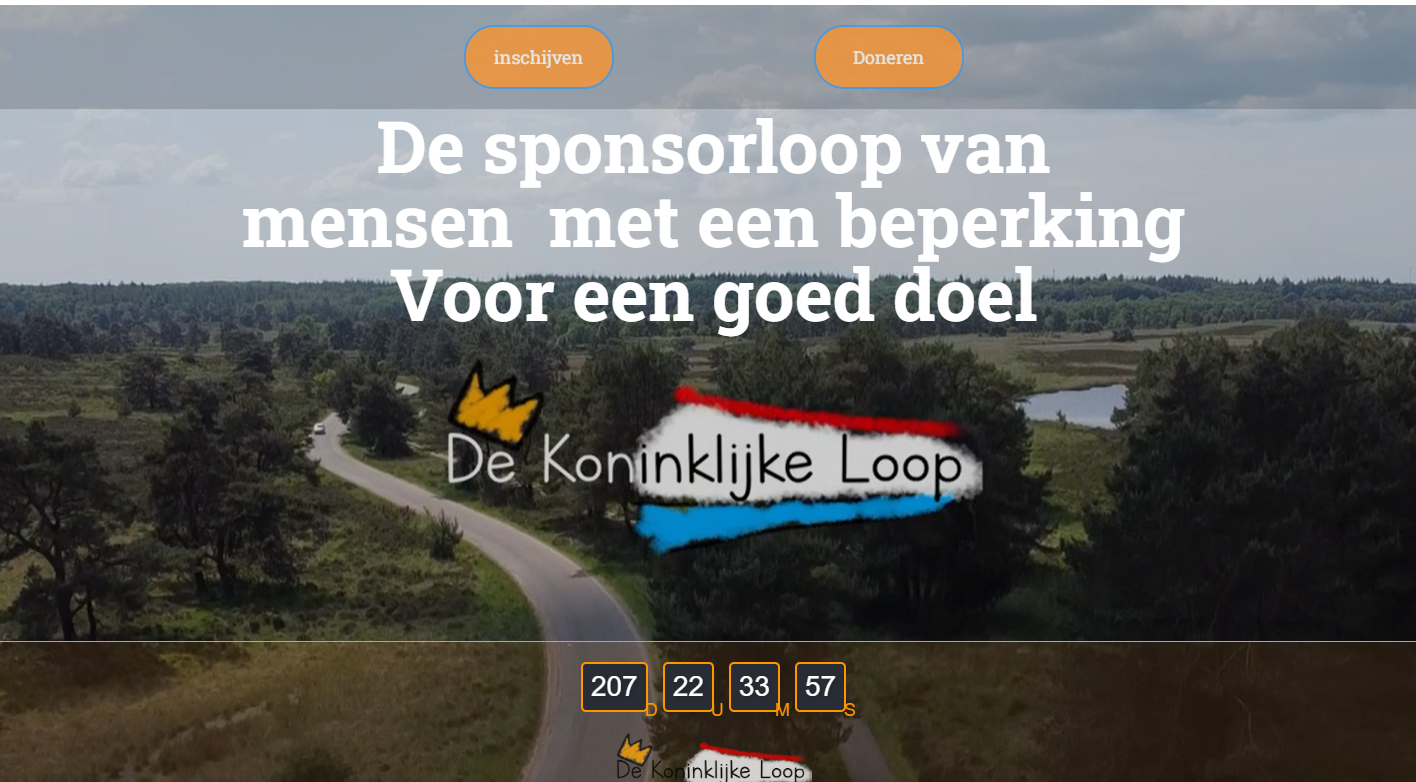 inschijven
Doneren
De sponsorloop van
mensen met een beperking
Voor een goed doel
De Koninklijke Loop
207 22 33 57
D U M S
De Koninklijke Loop